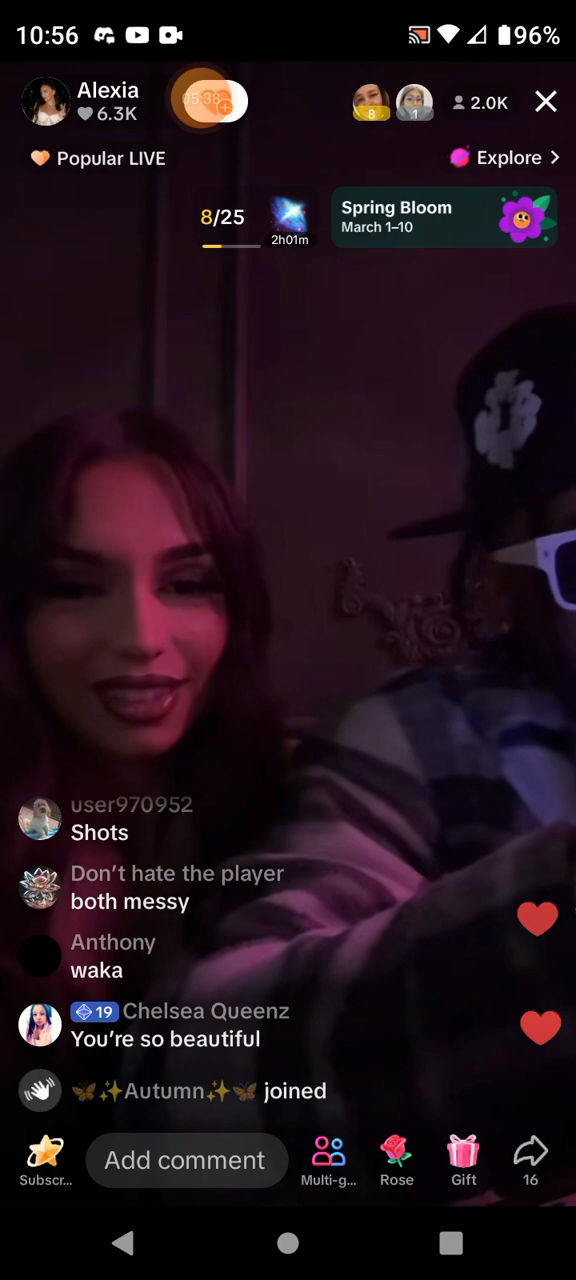 10:56
96%
Alexia
6.3K
05:38
8
1
2.0K
Popular LIVE
Explore
8/25
2h01m
Spring Bloom
March 1–10
user970952
Shots
Don't hate the player
both messy
Anthony
waka
19 Chelsea Queenz
You're so beautiful
🦋✨Autumn✨🦋 joined
Subscr...
Add comment
Multi-g...
Rose
Gift
16